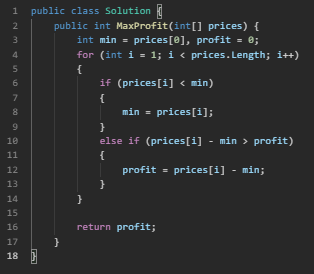 1 public class Solution {
2     public int MaxProfit(int[] prices) {
3         int min = prices[0], profit = 0;
4         for (int i = 1; i < prices.Length; i++)
5         {
6             if (prices[i] < min)
7             {
8                 min = prices[i];
9             }
10             else if (prices[i] - min > profit)
11             {
12                 profit = prices[i] - min;
13             }
14         }
15
16         return profit;
17     }
18 }